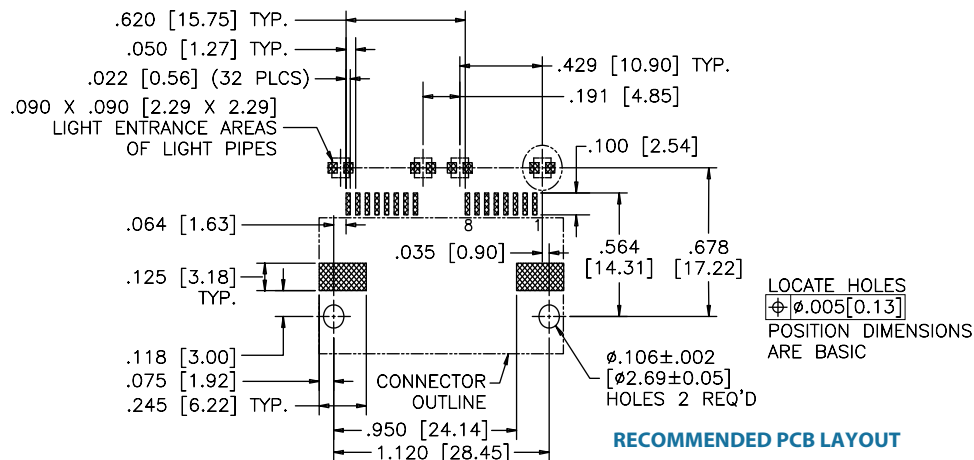 .620 [15.75] TYP.
.050 [1.27] TYP.
.022 [0.56] (32 PLCS)
.090 X .090 [2.29 X 2.29]
LIGHT ENTRANCE AREAS
OF LIGHT PIPES
.429 [10.90] TYP.
.191 [4.85]
.100 [2.54]
8
1
.064 [1.63]
.035 [0.90]
.564
[14.31]
.678
[17.22]
.125 [3.18]
TYP.
LOCATE HOLES
⌖ ø.005[0.13]
POSITION DIMENSIONS
ARE BASIC
.118 [3.00]
.075 [1.92]
.245 [6.22] TYP.
CONNECTOR
OUTLINE
ø.106±.002
[ø2.69±0.05]
HOLES 2 REQ'D
.950 [24.14]
1.120 [28.45]
RECOMMENDED PCB LAYOUT